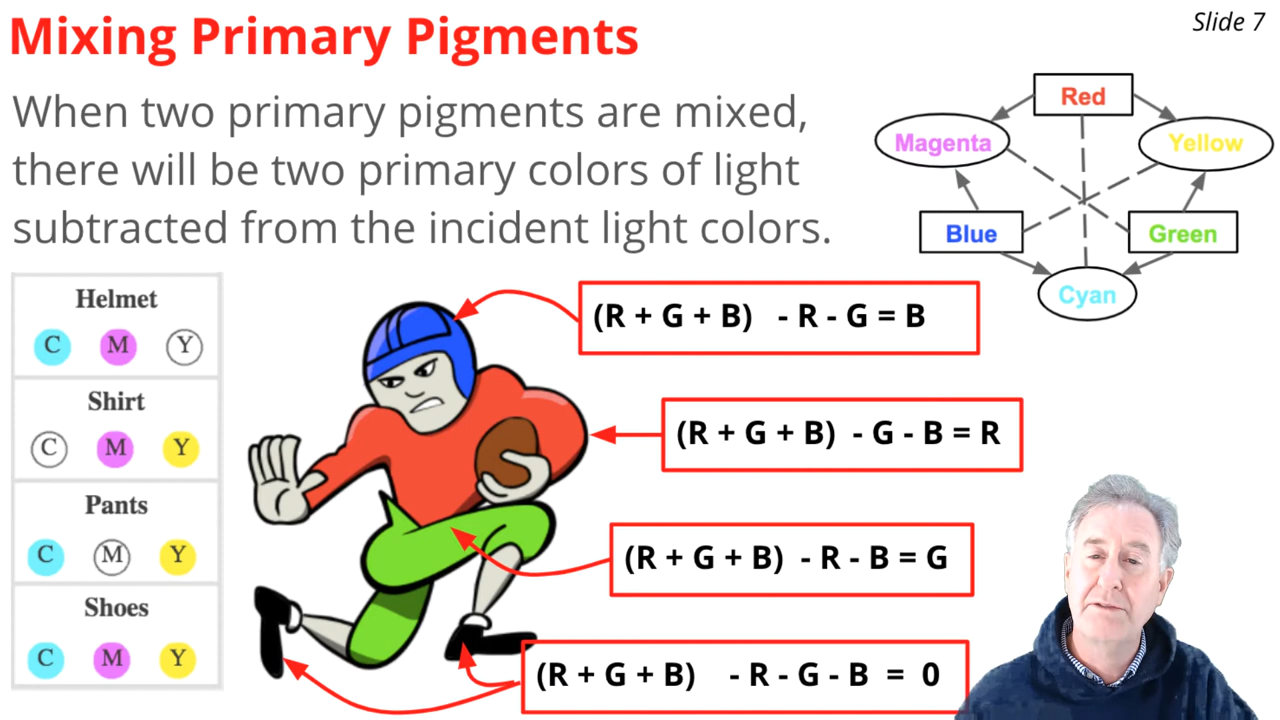 Mixing Primary Pigments
Slide 7
When two primary pigments are mixed,
there will be two primary colors of light
subtracted from the incident light colors.
Red
Magenta
Yellow
Blue
Green
Cyan
Helmet
C M Y
Shirt
C M Y
Pants
C M Y
Shoes
C M Y
(R + G + B) - R - G = B
(R + G + B) - G - B = R
(R + G + B) - R - B = G
(R + G + B) - R - G - B = 0